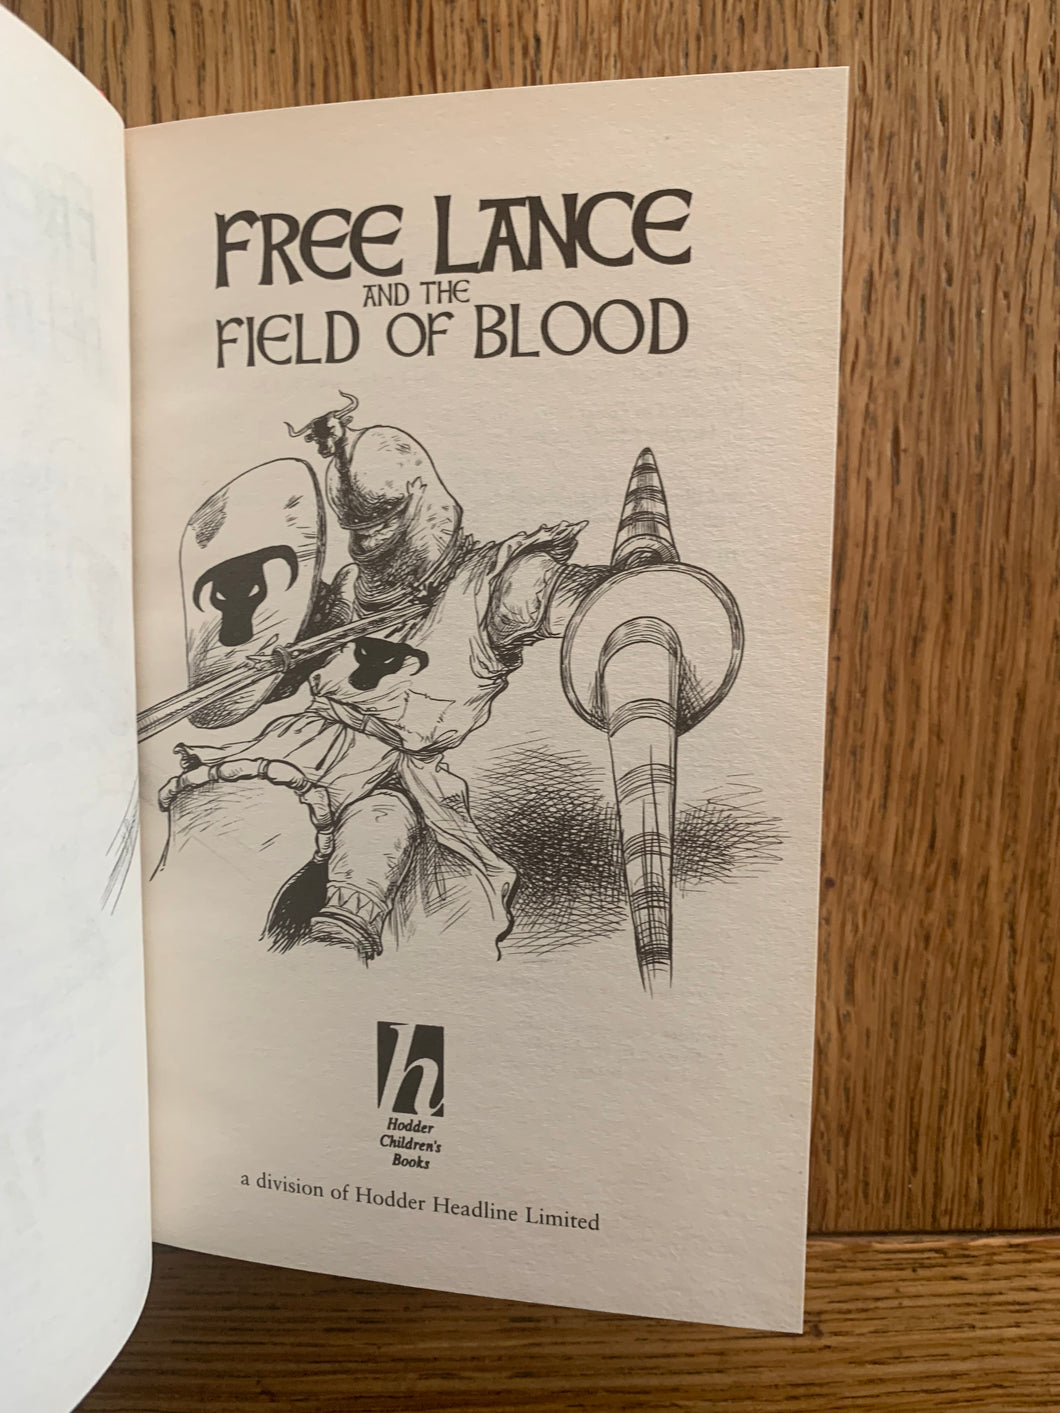 FREE LANCE
AND THE
FIELD OF BLOOD
h
Hodder
Children's
Books
a division of Hodder Headline Limited